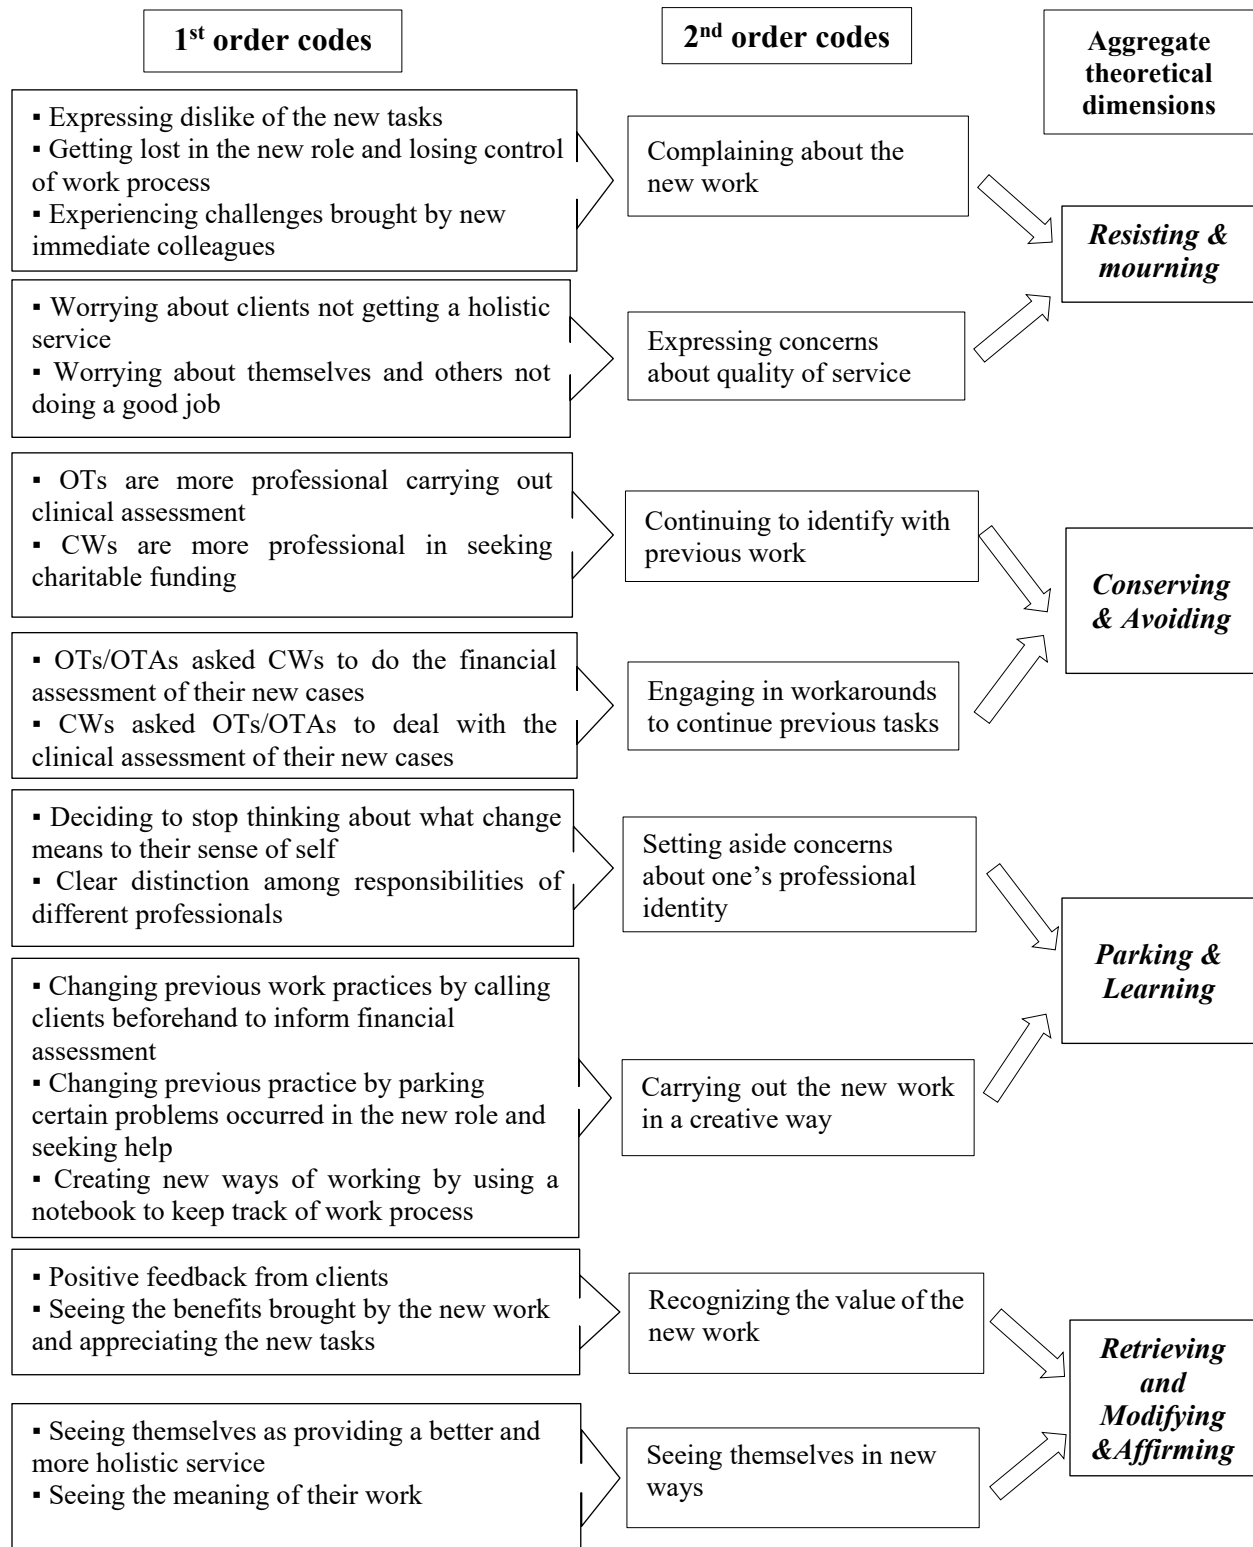 1st order codes
2nd order codes
Aggregate
theoretical
dimensions
▪ Expressing dislike of the new tasks
▪ Getting lost in the new role and losing control
of work process
▪ Experiencing challenges brought by new
immediate colleagues
Complaining about the
new work
Resisting &
mourning
▪ Worrying about clients not getting a holistic
service
▪ Worrying about themselves and others not
doing a good job
Expressing concerns
about quality of service
▪ OTs are more professional carrying out
clinical assessment
▪ CWs are more professional in seeking
charitable funding
Continuing to identify with
previous work
Conserving
& Avoiding
▪ OTs/OTAs asked CWs to do the financial
assessment of their new cases
▪ CWs asked OTs/OTAs to deal with the
clinical assessment of their new cases
Engaging in workarounds
to continue previous tasks
▪ Deciding to stop thinking about what change
means to their sense of self
▪ Clear distinction among responsibilities of
different professionals
Setting aside concerns
about one’s professional
identity
Parking &
Learning
▪ Changing previous work practices by calling
clients beforehand to inform financial
assessment
▪ Changing previous practice by parking
certain problems occurred in the new role and
seeking help
▪ Creating new ways of working by using a
notebook to keep track of work process
Carrying out the new work
in a creative way
▪ Positive feedback from clients
▪ Seeing the benefits brought by the new work
and appreciating the new tasks
Recognizing the value of the
new work
Retrieving
and
Modifying
&Affirming
▪ Seeing themselves as providing a better and
more holistic service
▪ Seeing the meaning of their work
Seeing themselves in new
ways